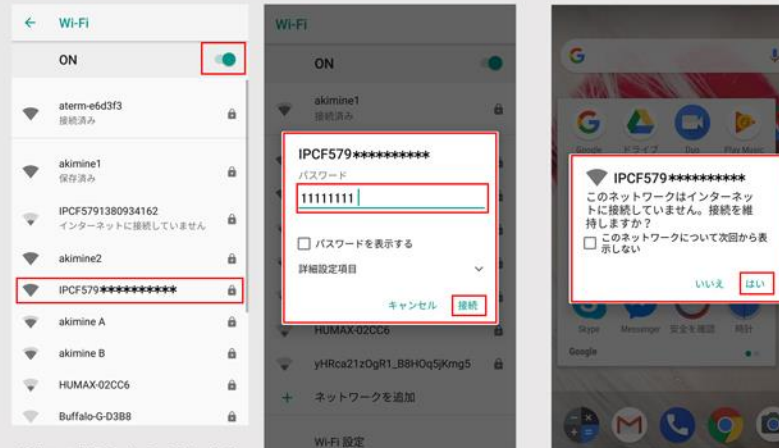 Wi-Fi
ON
aterm-e6d3f3
接続済み
akimine1
保存済み
IPCF5791380934162
インターネットに接続していません
akimine2
IPCF579**********
akimine A
akimine B
HUMAX-02CC6
Buffalo-G-D3B8
Wi-Fi
ON
akimine1
接続済み
IPCF579**********
パスワード
11111111
パスワードを表示する
詳細設定項目
キャンセル
接続
HUMAX-02CC6
yHRca21zOgR1_B8HOq5jKmg5
ネットワークを追加
Wi-Fi 設定
G
Google
ドライブ
Duo
Play Music
IPCF579**********
このネットワークはインターネッ
トに接続していません。接続を維
持しますか？
このネットワークについて次回から表
示しない
いいえ
はい
Skype
Messenger
安全を確認
時計
Google